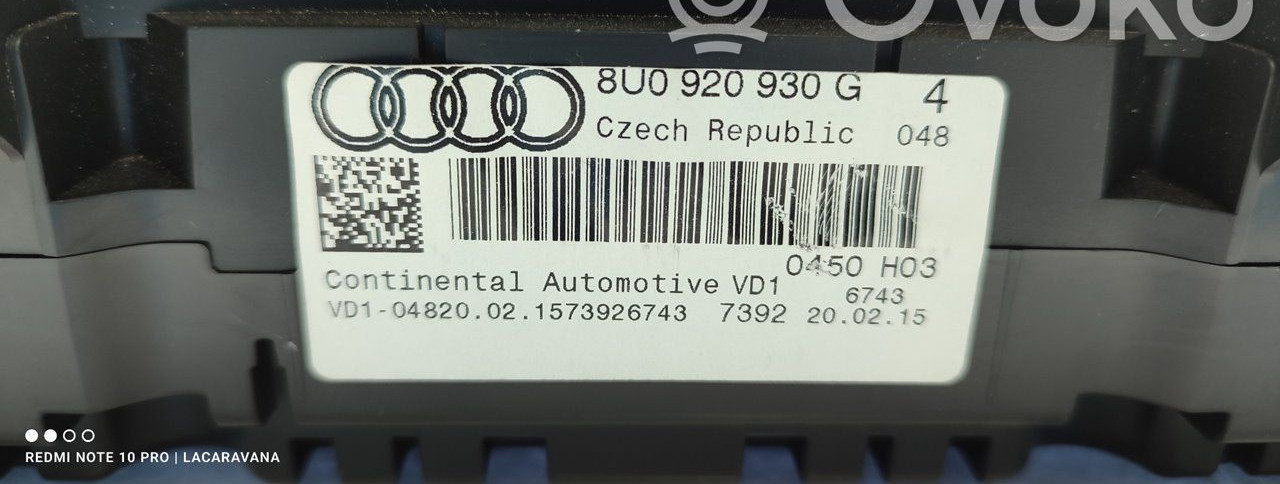 Ovoko
8U0 920 930 G 4
Czech Republic 048
0450 H03
Continental Automotive VD1
6743
VD1-04820.02.1573926743 7392 20.02.15
REDMI NOTE 10 PRO | LACARAVANA